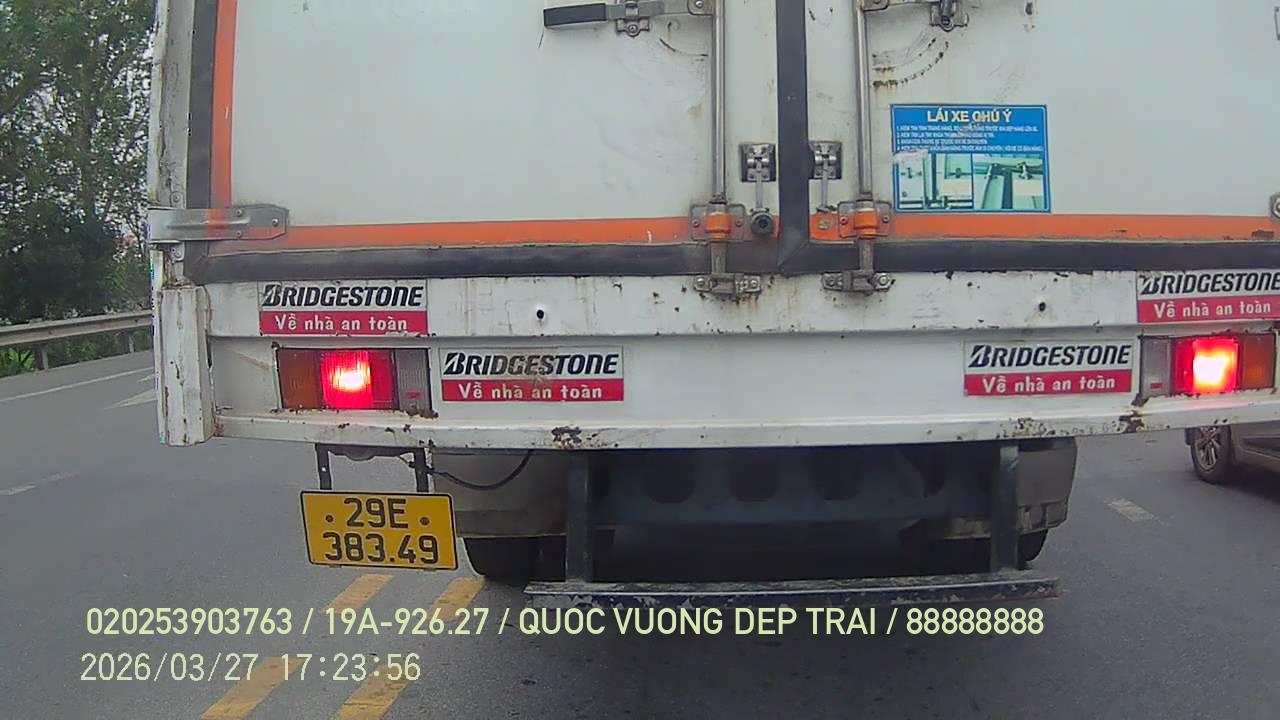 LÁI XE CHÚ Ý
BRIDGESTONE
Về nhà an toàn
BRIDGESTONE
Về nhà an toàn
BRIDGESTONE
Về nhà an toàn
BRIDGESTONE
Về nhà an toàn
29E
383.49
020253903763 / 19A-926.27 / QUOC VUONG DEP TRAI / 88888888
2026/03/27 17:23:56